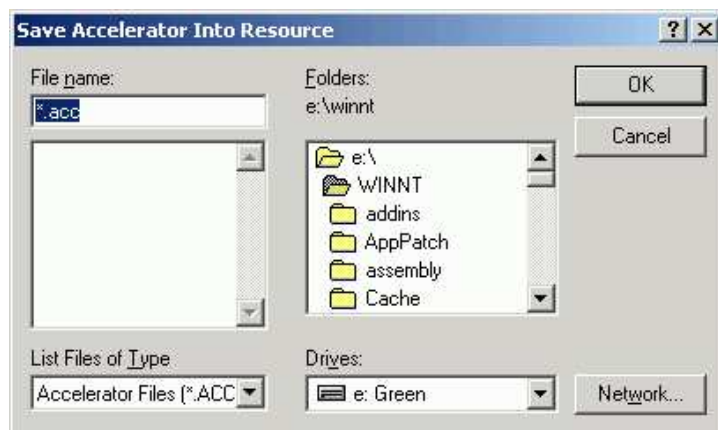 Save Accelerator Into Resource
File name:
*.acc
Folders:
e:\winnt
e:\
WINNT
addins
AppPatch
assembly
Cache
OK
Cancel
List Files of Type
Accelerator Files (*.ACC
Drives:
e: Green
Network...